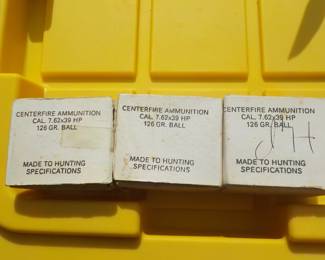 CENTERFIRE AMMUNITION
CAL. 7.62x39 HP
126 GR. BALL
MADE TO HUNTING
SPECIFICATIONS
CENTERFIRE AMMUNITION
CAL. 7.62x39 HP
126 GR. BALL
MADE TO HUNTING
SPECIFICATIONS
CENTERFIRE AMMUNITION
CAL. 7.62x39 HP
126 GR. BALL
MADE TO HUNTING
SPECIFICATIONS